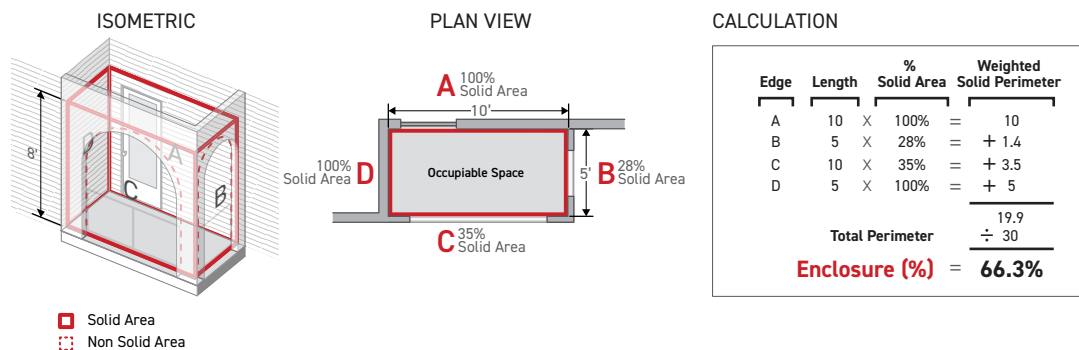 ISOMETRIC
8'
D
A
C
B
Solid Area
Non Solid Area
PLAN VIEW
A 100%
Solid Area
10'
100%
Solid Area D
Occupiable Space
5'
B 28%
Solid Area
C 35%
Solid Area
CALCULATION
Edge Length % Solid Area Weighted Solid Perimeter
A 10 X 100% = 10
B 5 X 28% = + 1.4
C 10 X 35% = + 3.5
D 5 X 100% = + 5
19.9
Total Perimeter ÷ 30
Enclosure (%) = 66.3%